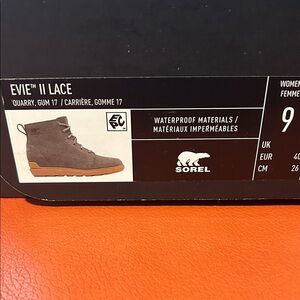 EVIE™ II LACE
QUARRY, GUM 17 / CARRIÈRE, GOMME 17
WATERPROOF MATERIALS /
MATÉRIAUX IMPERMÉABLES
SOREL
WOMEN
FEMME
9
UK
EUR 40
CM 26